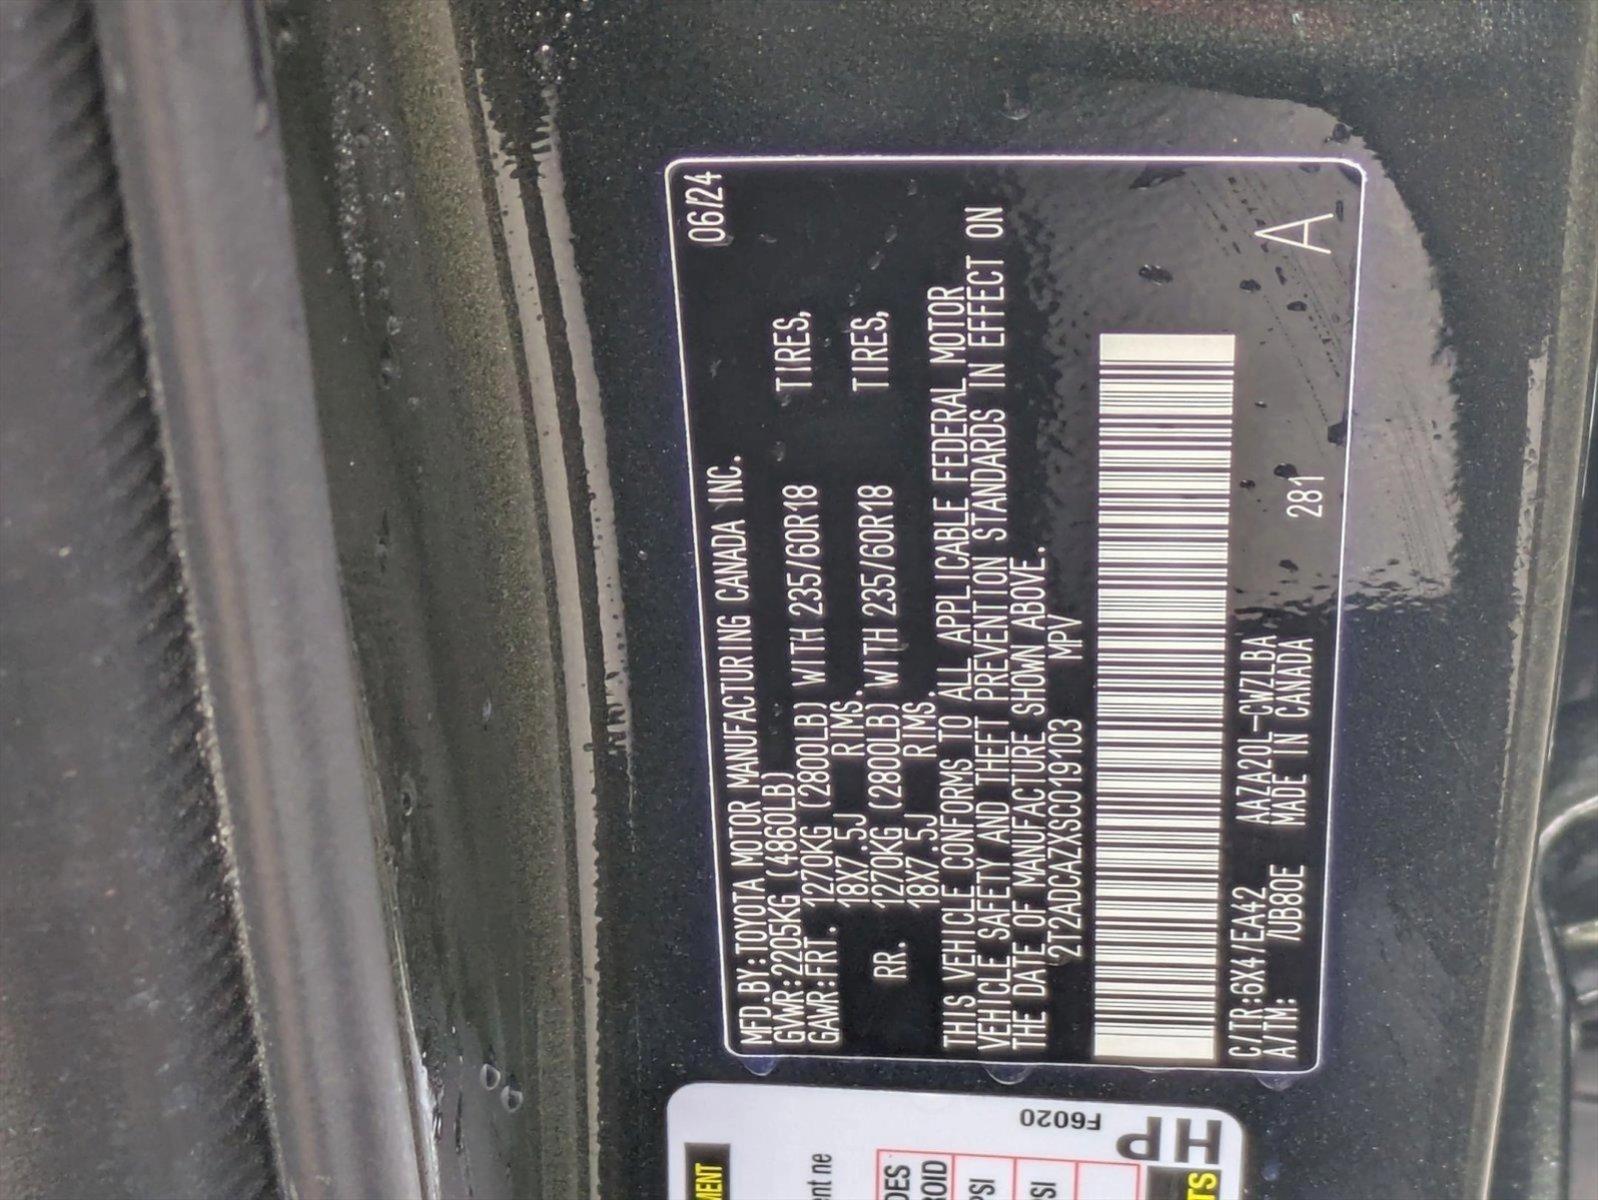 MFD.BY:TOYOTA MOTOR MANUFACTURING CANADA INC. 06/24
GVWR:2205KG (4860LB)
GAWR:FRT. 1270KG (2800LB) WITH 235/60R18 TIRES,
18X7.5J RIMS.
RR. 1270KG (2800LB) WITH 235/60R18 TIRES,
18X7.5J RIMS.
THIS VEHICLE CONFORMS TO ALL APPLICABLE FEDERAL MOTOR
VEHICLE SAFETY AND THEFT PREVENTION STANDARDS IN EFFECT ON
THE DATE OF MANUFACTURE SHOWN ABOVE.
2T2ADCAZXSC019103 MPV
C/TR:6X4/EA42 AAZA20L-CWZLBA
A/TM: /UB80E MADE IN CANADA 281 A
F6020
HP